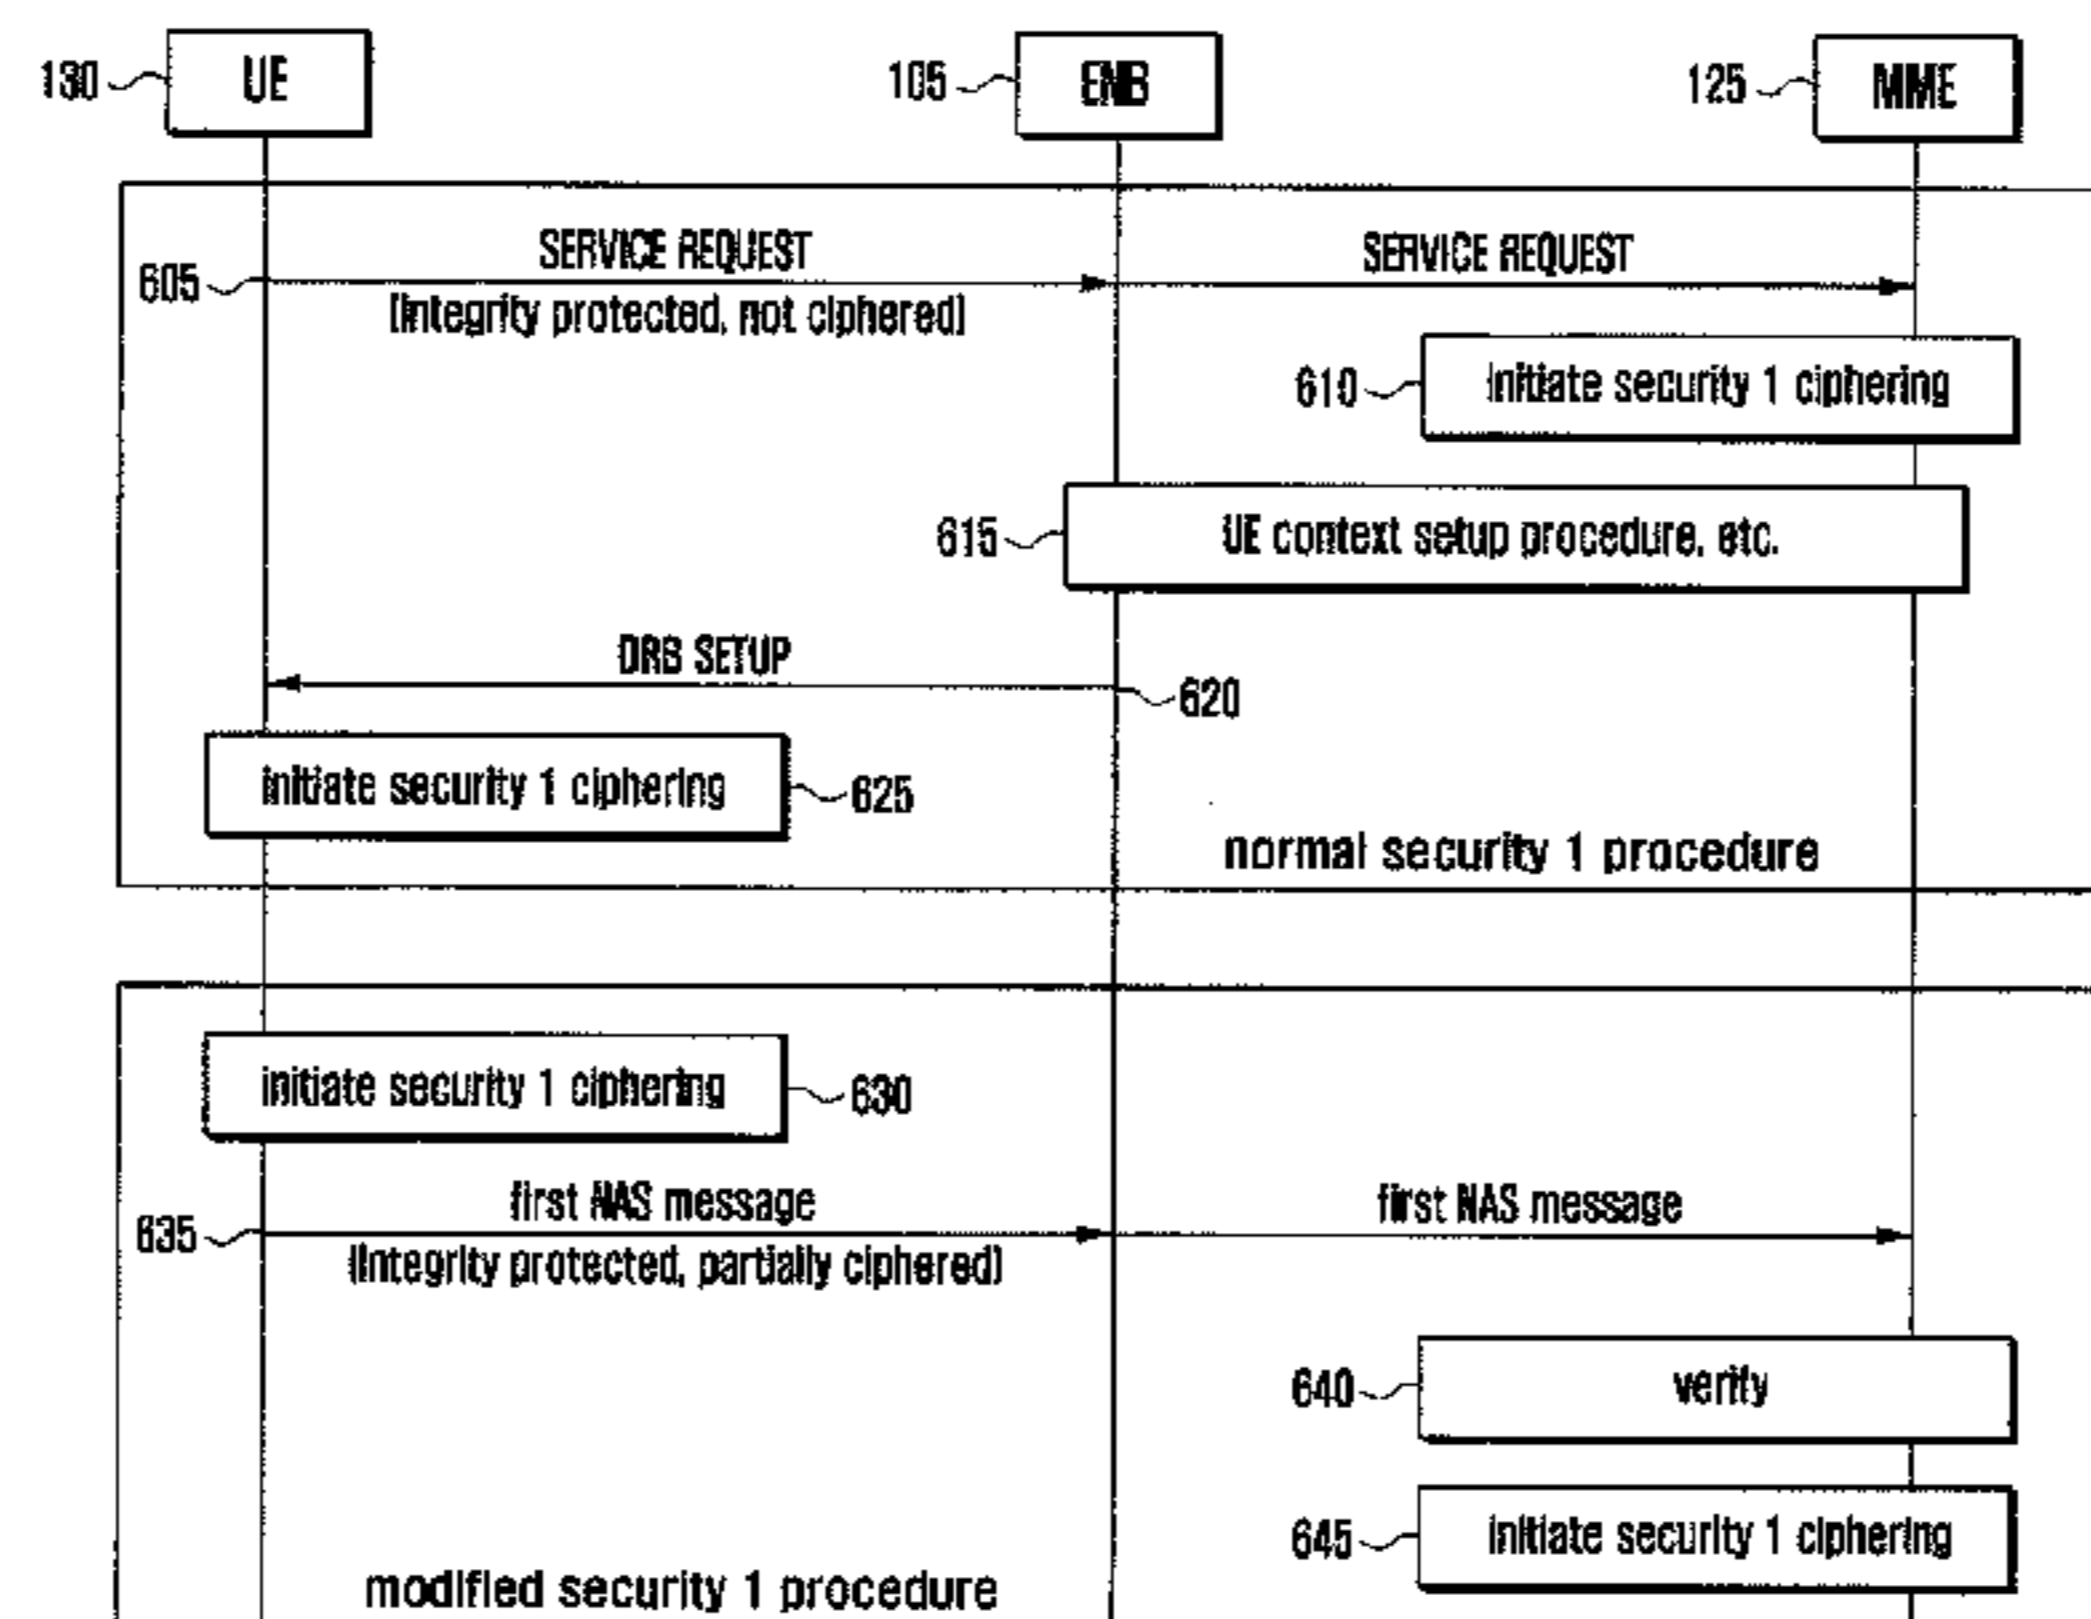 130 UE 105 ENB 125 MME
SERVICE REQUEST SERVICE REQUEST
605
[integrity protected, not ciphered]
610 initiate security 1 ciphering
615 UE context setup procedure, etc.
DRB SETUP
620
initiate security 1 ciphering 625
normal security 1 procedure
initiate security 1 ciphering 630
first NAS message first NAS message
635
(integrity protected, partially ciphered)
640 verify
645 initiate security 1 ciphering
modified security 1 procedure